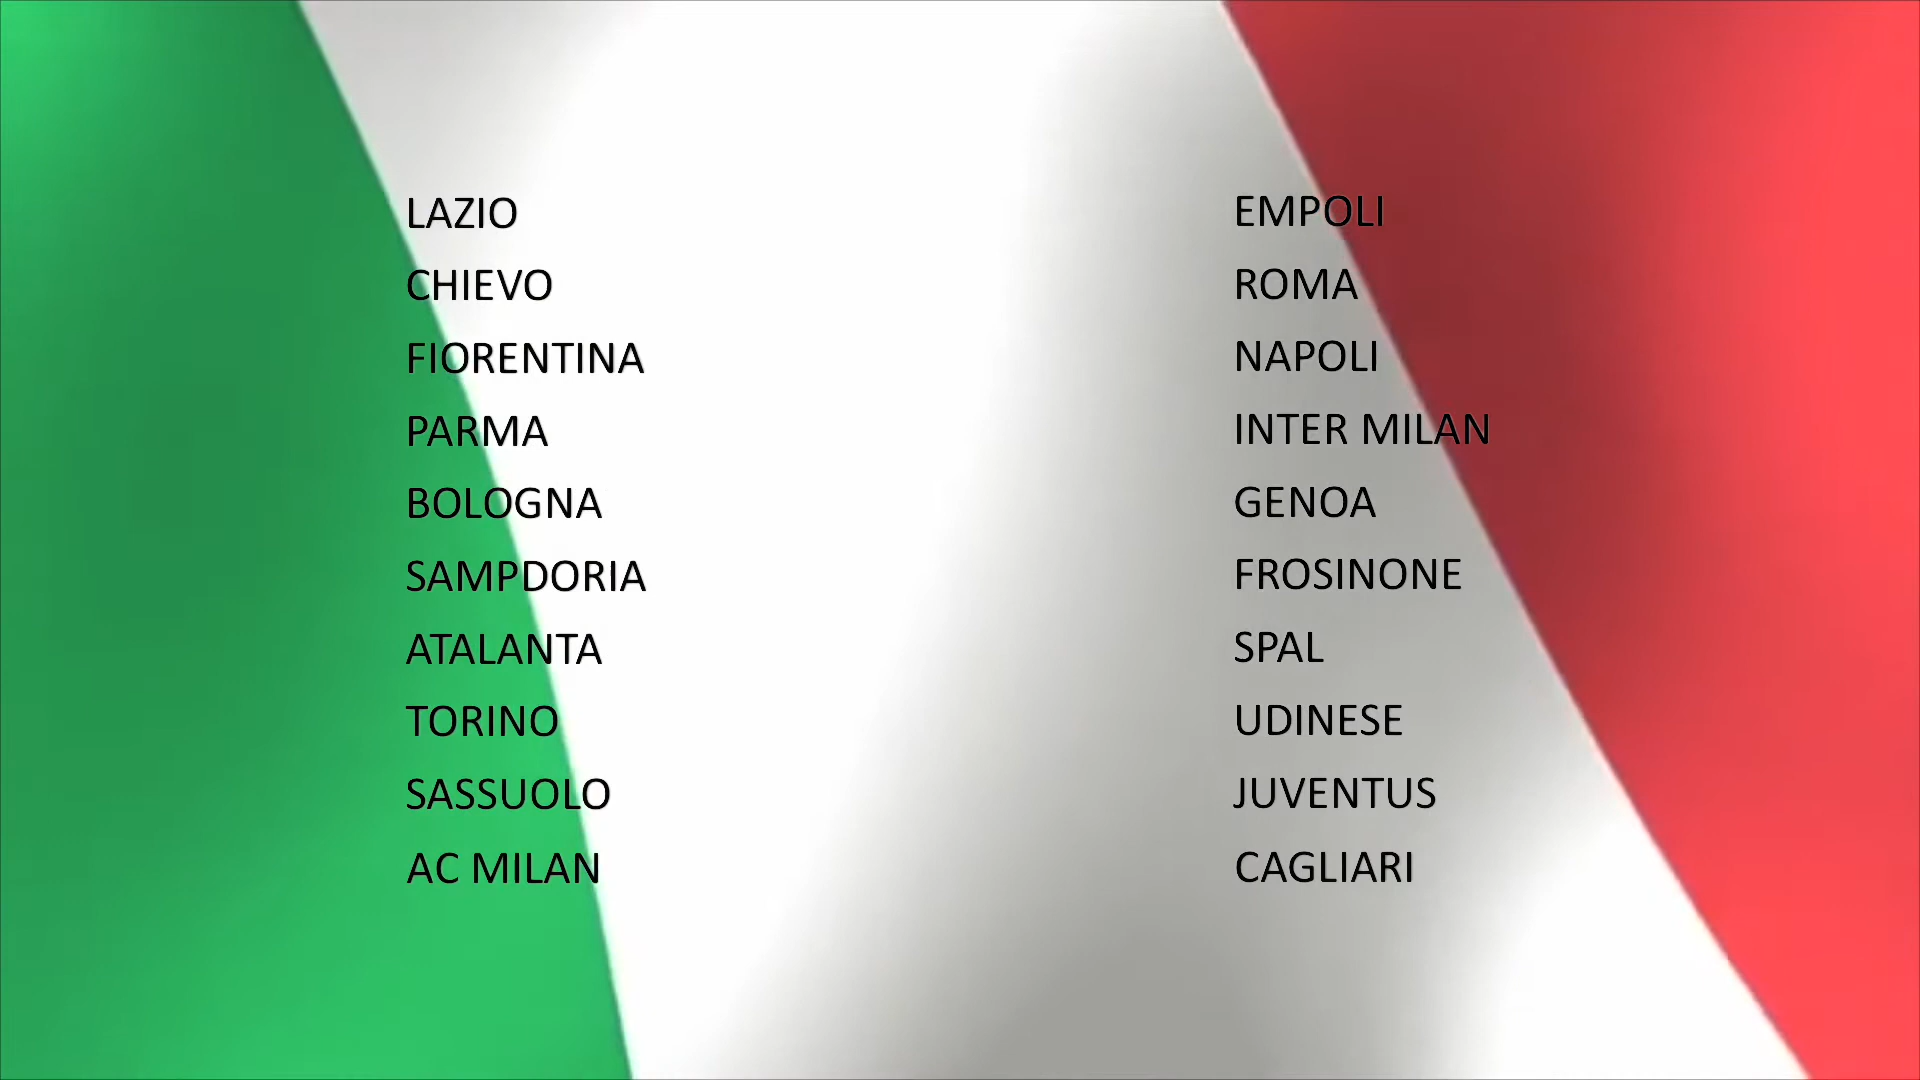 LAZIO
EMPOLI
CHIEVO
ROMA
FIORENTINA
NAPOLI
PARMA
INTER MILAN
BOLOGNA
GENOA
SAMPDORIA
FROSINONE
ATALANTA
SPAL
TORINO
UDINESE
SASSUOLO
JUVENTUS
AC MILAN
CAGLIARI